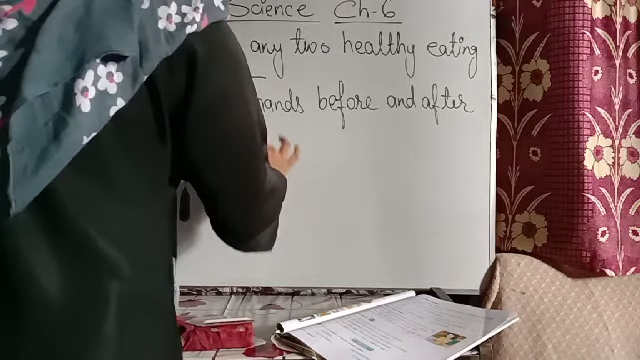 Science Ch-6
any two healthy eating
hands before and after